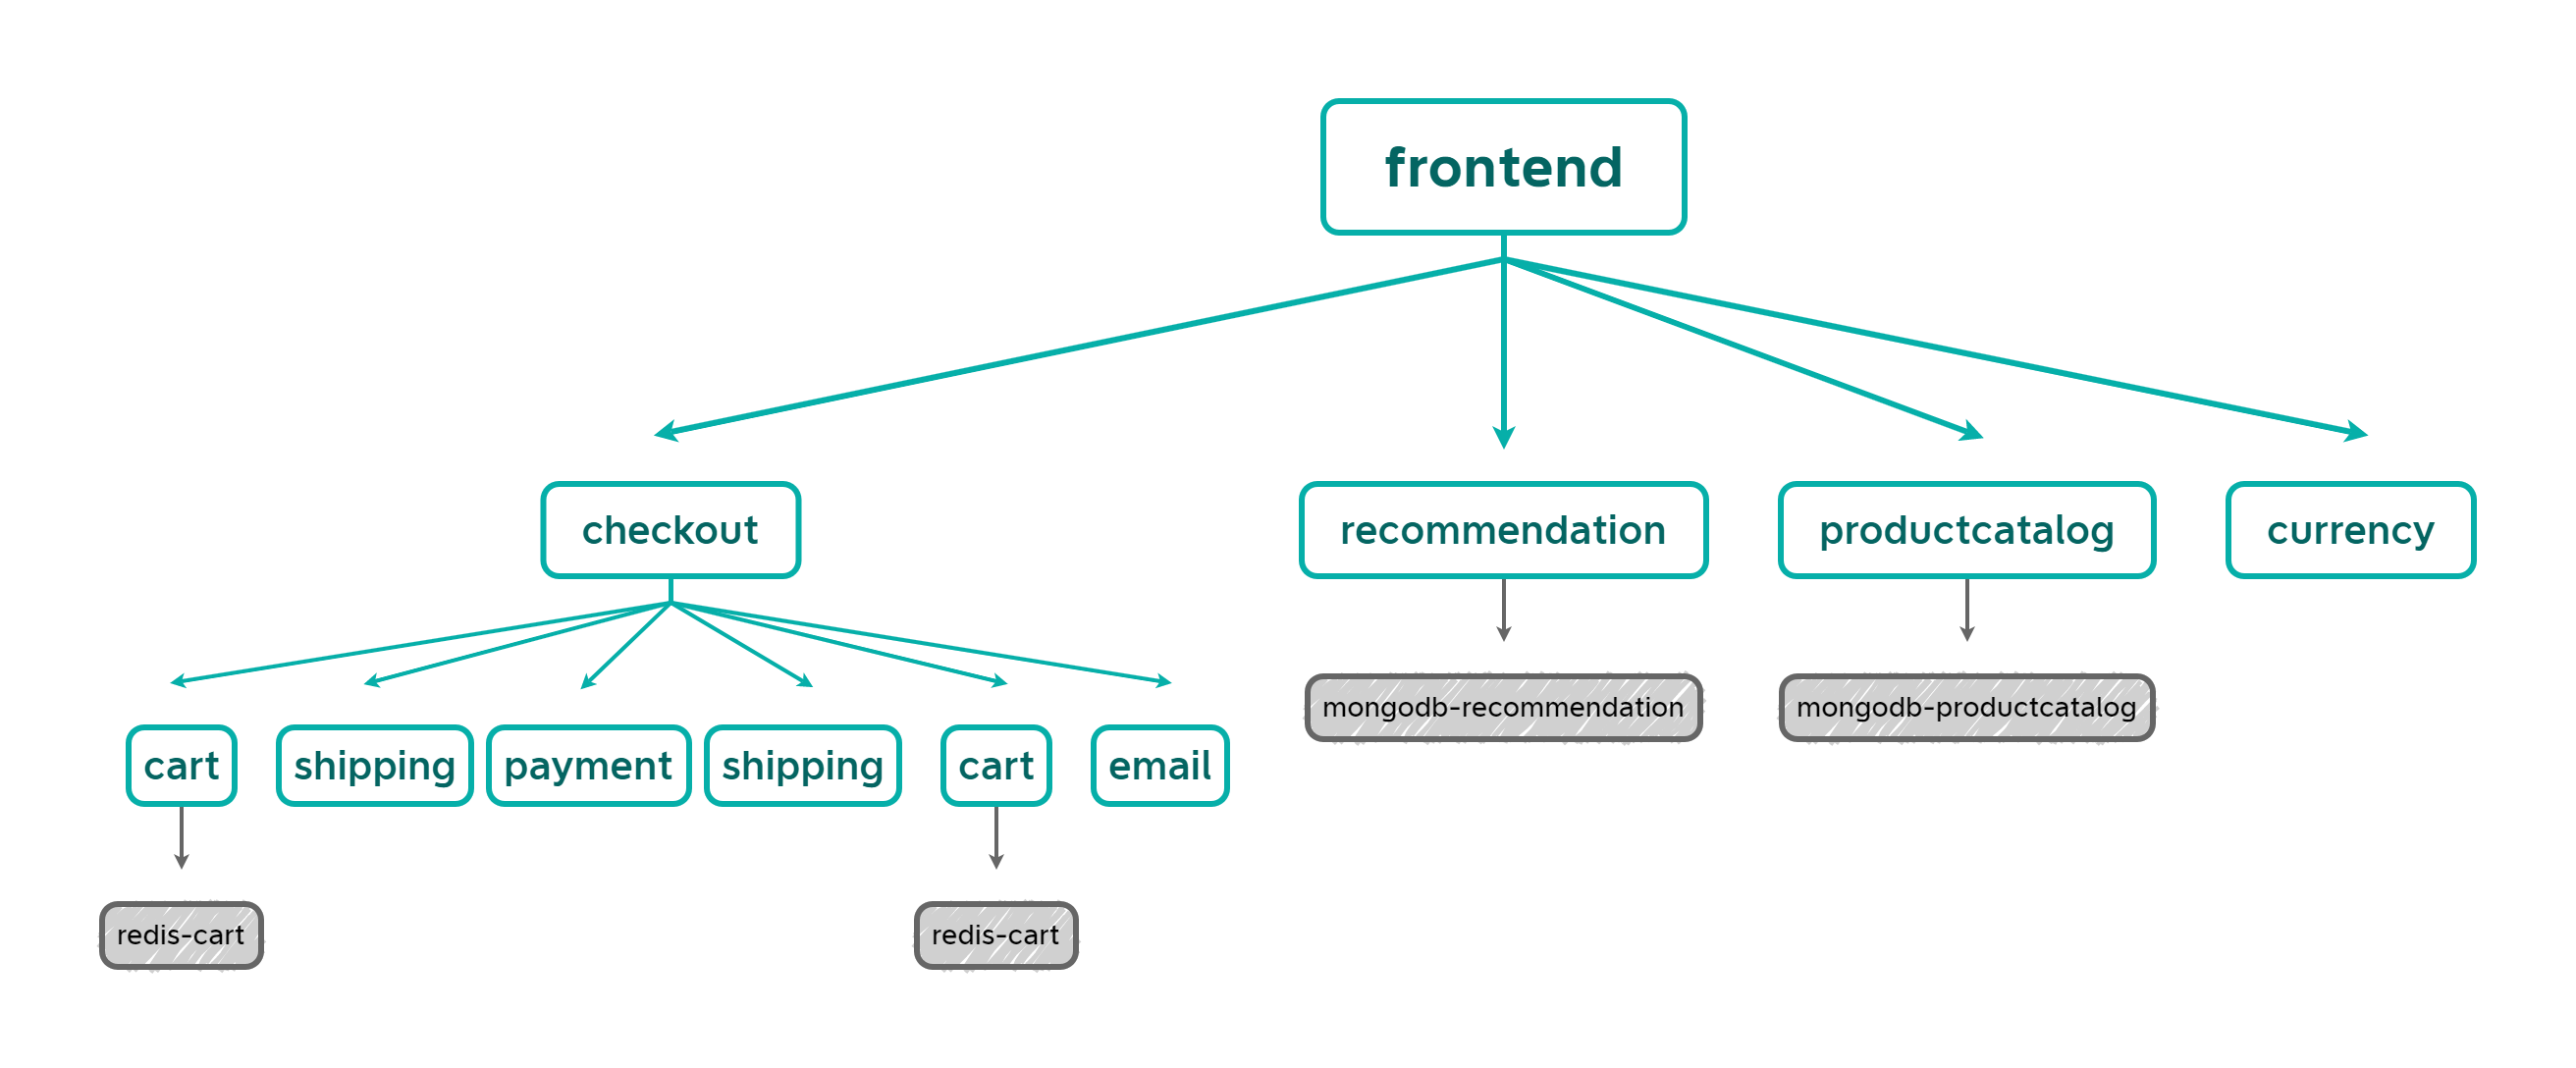 frontend
checkout
recommendation
productcatalog
currency
mongodb-recommendation
mongodb-productcatalog
cart
shipping
payment
shipping
cart
email
redis-cart
redis-cart